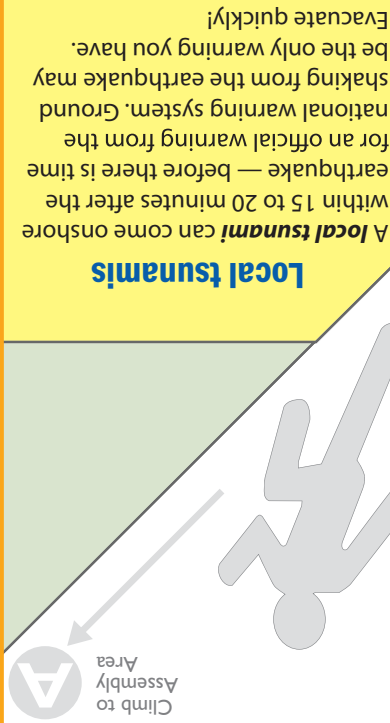 Climb to
Assembly
Area
A
Local tsunamis
A local tsunami can come onshore
within 15 to 20 minutes after the
earthquake — before there is time
for an official warning from the
national warning system. Ground
shaking from the earthquake may
be the only warning you have.
Evacuate quickly!